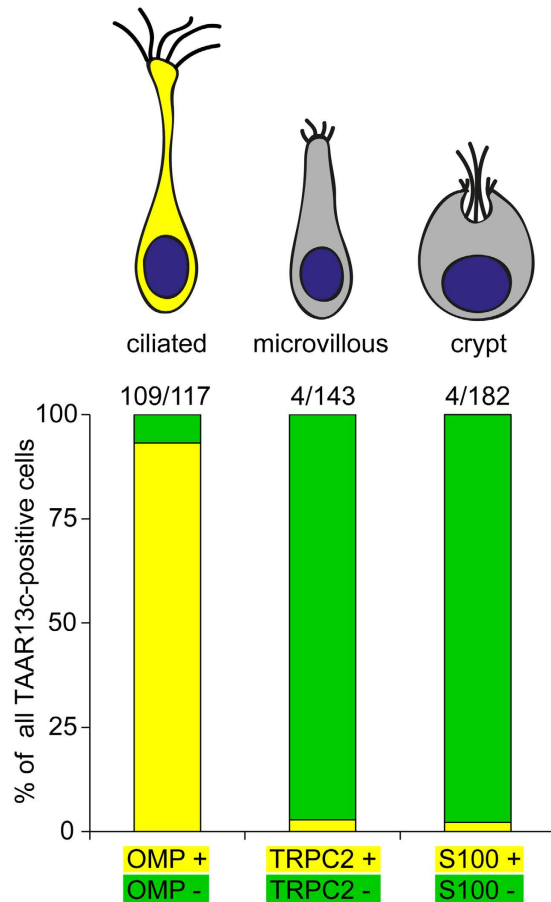 ciliated microvillous crypt
109/117 4/143 4/182
% of all TAAR13c-positive cells
100
75
50
25
0
OMP + TRPC2 + S100 +
OMP - TRPC2 - S100 -